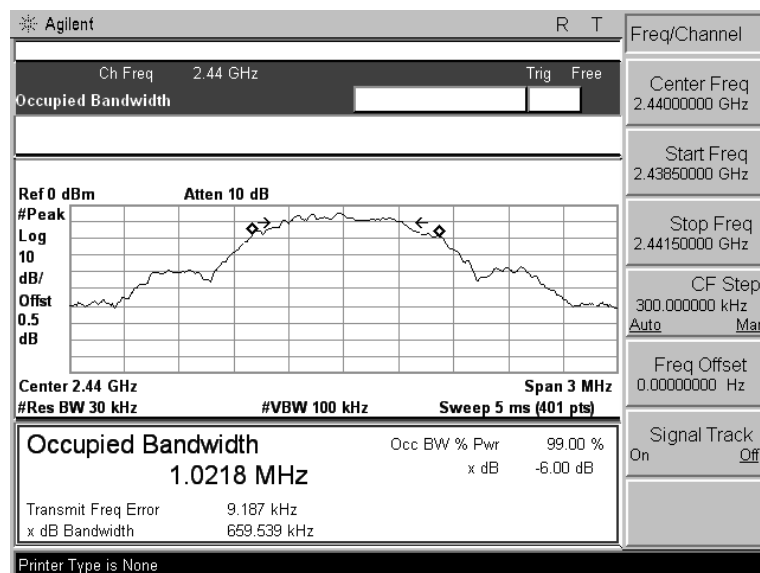 Agilent R T
Ch Freq 2.44 GHz Trig Free
Occupied Bandwidth
Ref 0 dBm Atten 10 dB
#Peak
Log
10
dB/
Offst
0.5
dB
Center 2.44 GHz Span 3 MHz
#Res BW 30 kHz #VBW 100 kHz Sweep 5 ms (401 pts)
Occupied Bandwidth
1.0218 MHz
Occ BW % Pwr 99.00 %
x dB -6.00 dB
Transmit Freq Error 9.187 kHz
x dB Bandwidth 659.539 kHz
Printer Type is None
Freq/Channel
Center Freq
2.44000000 GHz
Start Freq
2.43850000 GHz
Stop Freq
2.44150000 GHz
CF Step
300.000000 kHz
Auto Mar
Freq Offset
0.00000000 Hz
Signal Track
On Off